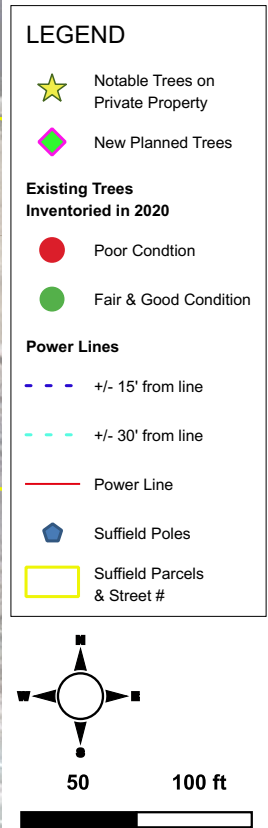 LEGEND
Notable Trees on
Private Property
New Planned Trees
Existing Trees
Inventoried in 2020
Poor Condtion
Fair & Good Condition
Power Lines
+/- 15' from line
+/- 30' from line
Power Line
Suffield Poles
Suffield Parcels
& Street #
N
W E
S
50 100 ft